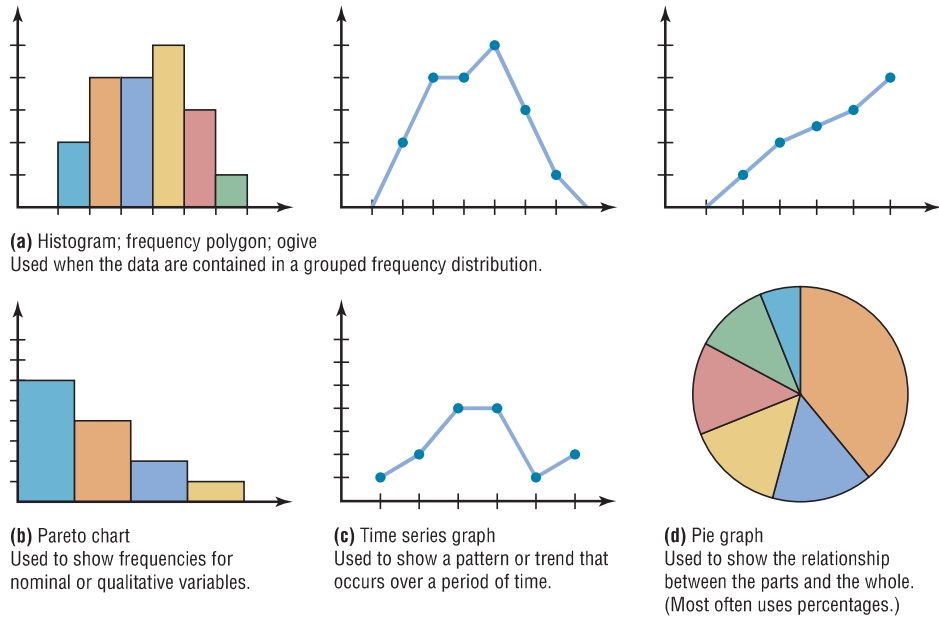 (a) Histogram; frequency polygon; ogive
Used when the data are contained in a grouped frequency distribution.
(b) Pareto chart
Used to show frequencies for
nominal or qualitative variables.
(c) Time series graph
Used to show a pattern or trend that
occurs over a period of time.
(d) Pie graph
Used to show the relationship
between the parts and the whole.
(Most often uses percentages.)